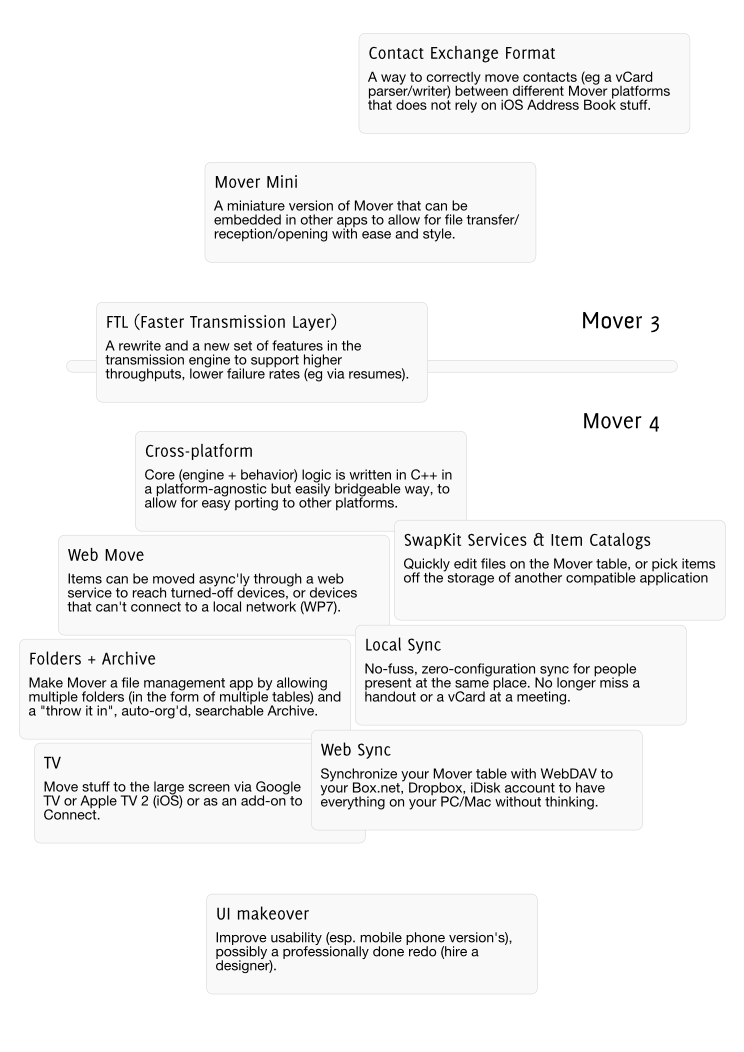 Contact Exchange Format
A way to correctly move contacts (eg a vCard
parser/writer) between different Mover platforms
that does not rely on iOS Address Book stuff.
Mover Mini
A miniature version of Mover that can be
embedded in other apps to allow for file transfer/
reception/opening with ease and style.
Mover 3
FTL (Faster Transmission Layer)
A rewrite and a new set of features in the
transmission engine to support higher
throughputs, lower failure rates (eg via resumes).
Mover 4
Cross-platform
Core (engine + behavior) logic is written in C++ in
a platform-agnostic but easily bridgeable way, to
allow for easy porting to other platforms.
SwapKit Services & Item Catalogs
Quickly edit files on the Mover table, or pick items
off the storage of another compatible application
Web Move
Items can be moved async'ly through a web
service to reach turned-off devices, or devices
that can't connect to a local network (WP7).
Local Sync
No-fuss, zero-configuration sync for people
present at the same place. No longer miss a
handout or a vCard at a meeting.
Folders + Archive
Make Mover a file management app by allowing
multiple folders (in the form of multiple tables) and
a "throw it in", auto-org'd, searchable Archive.
Web Sync
Synchronize your Mover table with WebDAV to
your Box.net, Dropbox, iDisk account to have
everything on your PC/Mac without thinking.
TV
Move stuff to the large screen via Google
TV or Apple TV 2 (iOS) or as an add-on to
Connect.
UI makeover
Improve usability (esp. mobile phone version's),
possibly a professionally done redo (hire a
designer).